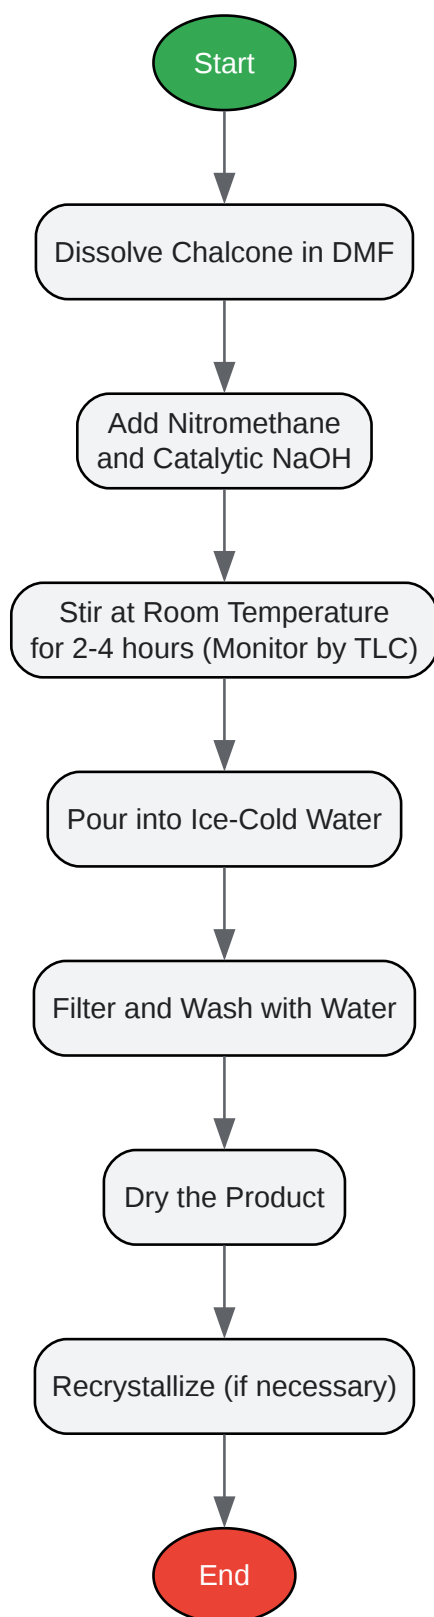 Start
Dissolve Chalcone in DMF
Add Nitromethane
and Catalytic NaOH
Stir at Room Temperature
for 2-4 hours (Monitor by TLC)
Pour into Ice-Cold Water
Filter and Wash with Water
Dry the Product
Recrystallize (if necessary)
End